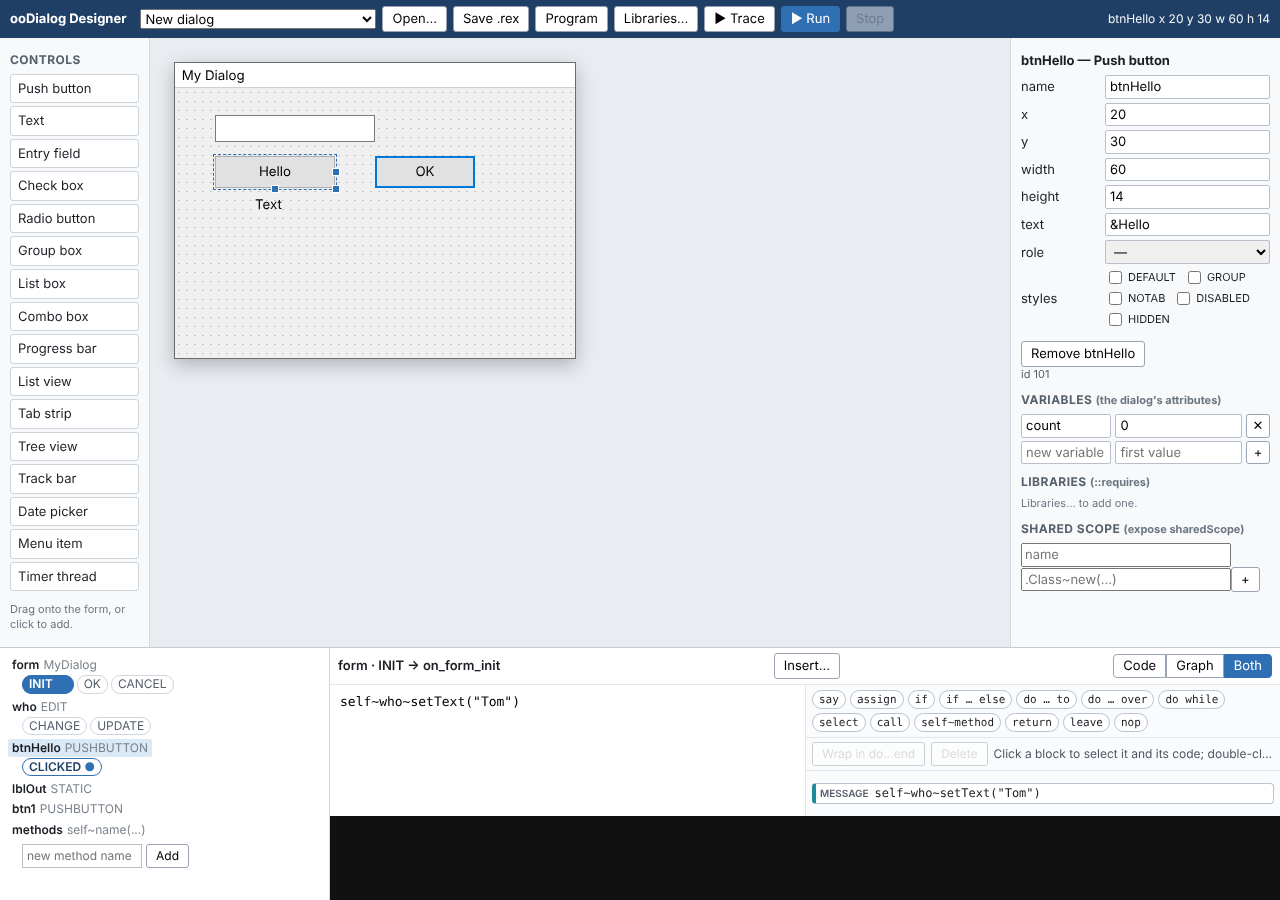 ooDialog Designer New dialog Open... Save .rex Program Libraries... ▶ Trace ▶ Run Stop btnHello x 20 y 30 w 60 h 14
CONTROLS
Push button
Text
Entry field
Check box
Radio button
Group box
List box
Combo box
Progress bar
List view
Tab strip
Tree view
Track bar
Date picker
Menu item
Timer thread
Drag onto the form, or
click to add.
My Dialog
Hello OK
Text
btnHello — Push button
name btnHello
x 20
y 30
width 60
height 14
text &Hello
role —
styles
DEFAULT GROUP
NOTAB DISABLED
HIDDEN
Remove btnHello
id 101
VARIABLES (the dialog's attributes)
count 0 ✕
new variable first value +
LIBRARIES (::requires)
Libraries... to add one.
SHARED SCOPE (expose sharedScope)
name
.Class~new(...) +
form MyDialog
INIT OK CANCEL
who EDIT
CHANGE UPDATE
btnHello PUSHBUTTON
CLICKED
lblOut STATIC
btn1 PUSHBUTTON
methods self~name(...)
new method name Add
form · INIT → on_form_init Insert... Code Graph Both
self~who~setText("Tom")
say assign if if … else do … to do … over do while
select call self~method return leave nop
Wrap in do...end Delete Click a block to select it and its code; double-cl...
MESSAGE self~who~setText("Tom")